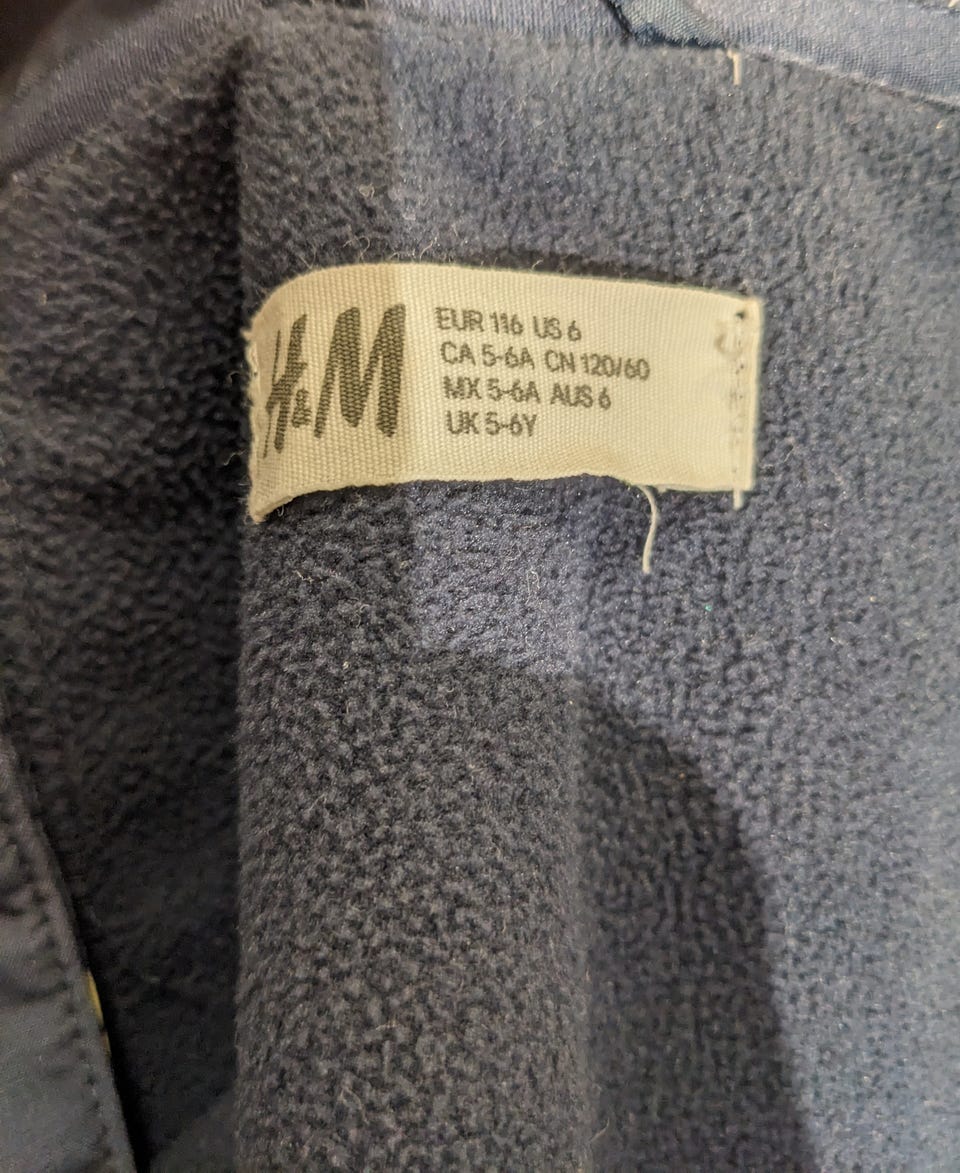 H&M
EUR 116 US 6
CA 5-6A CN 120/60
MX 5-6A AUS 6
UK 5-6Y